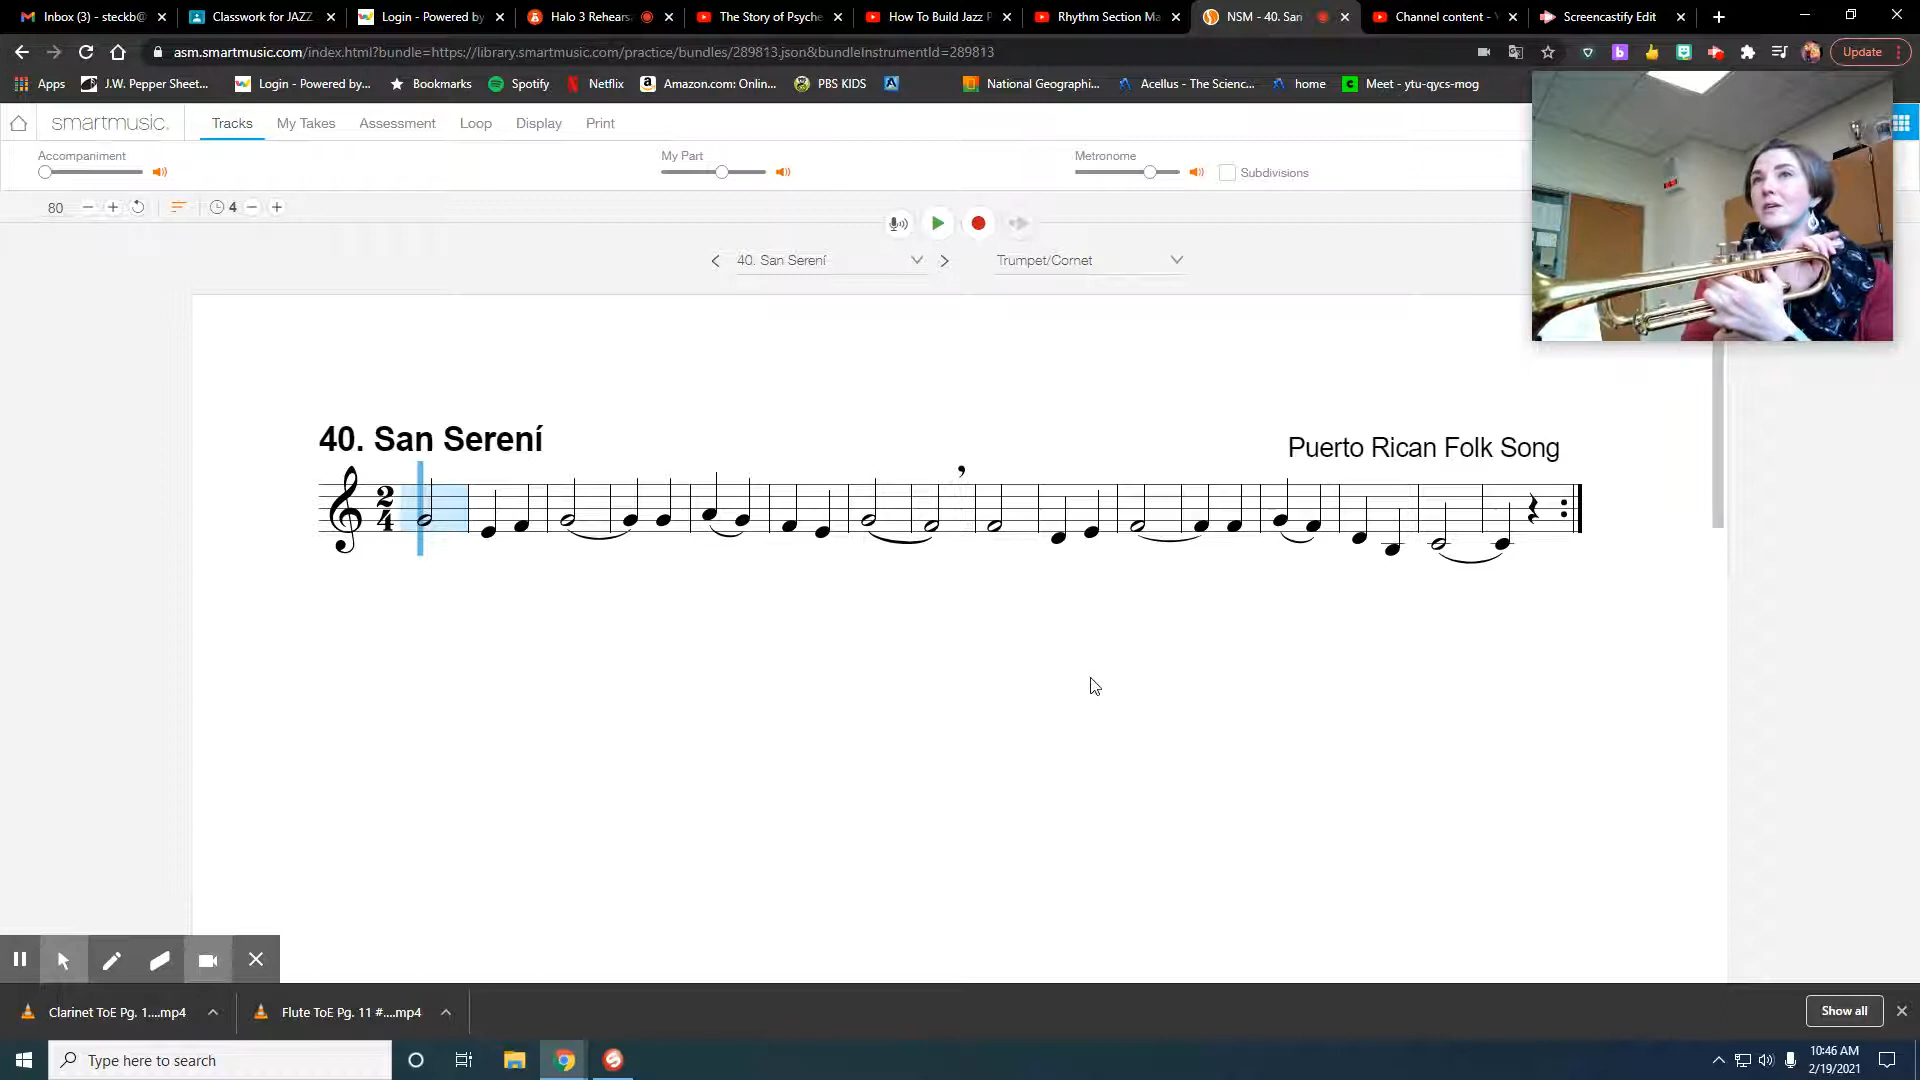 Inbox (3) - steckb@
Classwork for JAZZ
Login - Powered by
Halo 3 Rehears
The Story of Psyche
How To Build Jazz P
Rhythm Section Ma
NSM - 40. San
Channel content - Y
Screencastify Edit
asm.smartmusic.com/index.html?bundle=https://library.smartmusic.com/practice/bundles/289813.json&bundleInstrumentId=289813
Update
Apps
J.W. Pepper Sheet...
Login - Powered by...
Bookmarks
Spotify
Netflix
Amazon.com: Onlin...
PBS KIDS
National Geographi...
Acellus - The Scienc...
home
Meet - ytu-qycs-mog
smartmusic.
Tracks
My Takes
Assessment
Loop
Display
Print
Accompaniment
My Part
Metronome
Subdivisions
80
4
40. San Serení
Trumpet/Cornet
40. San Serení
Puerto Rican Folk Song
2
4
Clarinet ToE Pg. 1....mp4
Flute ToE Pg. 11 #....mp4
Show all
Type here to search
10:46 AM
2/19/2021